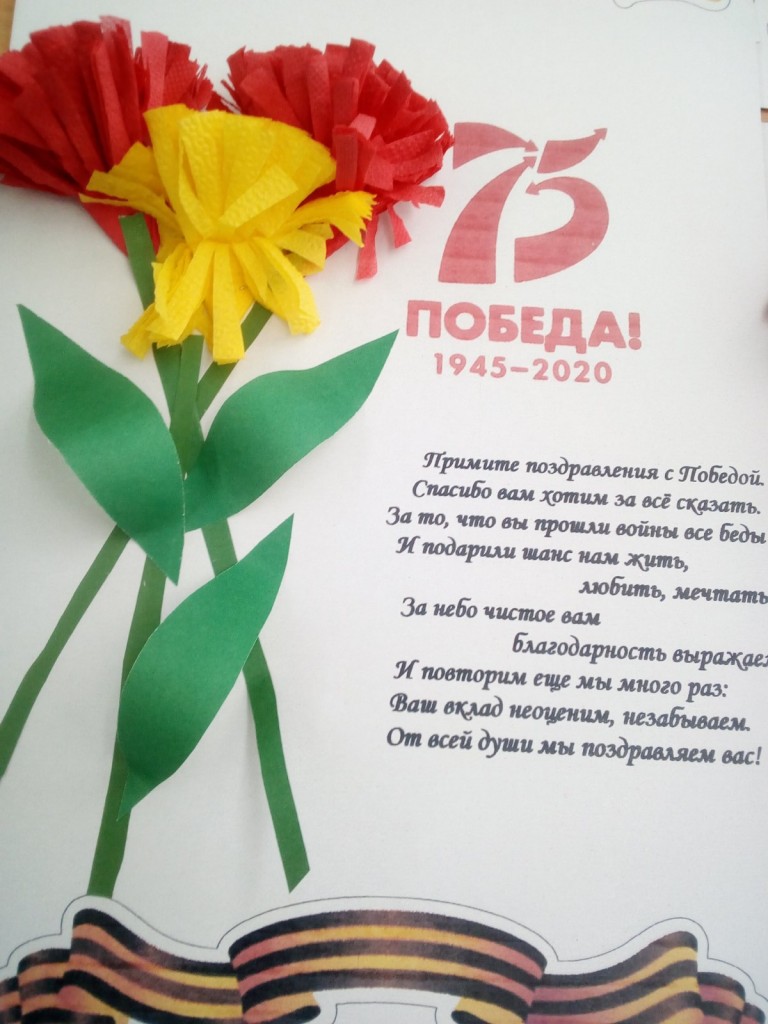 75
ПОБЕДА!
1945–2020
Примите поздравления с Победой.
Спасибо вам хотим за всё сказать.
За то, что вы прошли войны все беды
И подарили шанс нам жить,
любить, мечтать
За небо чистое вам
благодарность
И повторим еще мы много раз:
Ваш вклад неоценим, незабываем.
От всей души мы поздравляем вас!